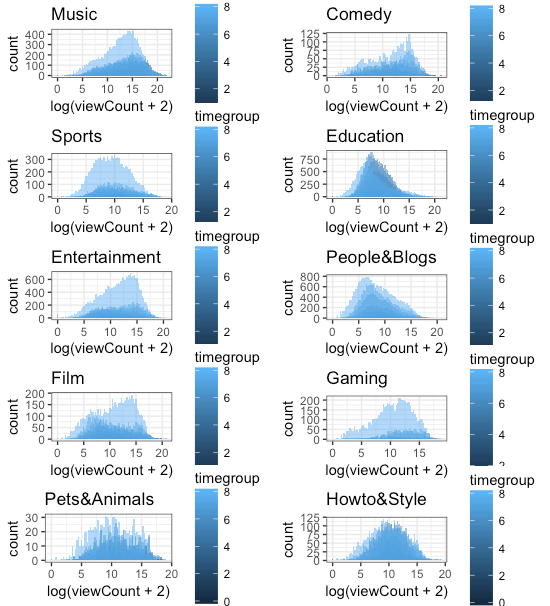 Music
count
400
300
200
100
0
0 5 10 15 20
log(viewCount + 2)
8
6
4
2
timegroup
Comedy
count
125
100
75
50
25
0
0 5 10 15 20
log(viewCount + 2)
8
6
4
2
timegroup
Sports
count
300
200
100
0
0 5 10 15 20
log(viewCount + 2)
8
6
4
2
timegroup
Education
count
750
500
250
0
0 5 10 15 20
log(viewCount + 2)
8
6
4
2
timegroup
Entertainment
count
600
400
200
0
0 5 10 15 20
log(viewCount + 2)
8
6
4
2
timegroup
People&Blogs
count
800
600
400
200
0
0 5 10 15 20
log(viewCount + 2)
8
6
4
2
timegroup
Film
count
200
150
100
50
0
0 5 10 15 20
log(viewCount + 2)
8
6
4
2
timegroup
Gaming
count
200
150
100
50
0
0 5 10 15
log(viewCount + 2)
8
6
4
2
timegroup
Pets&Animals
count
30
20
10
0
0 5 10 15 20
log(viewCount + 2)
8
6
4
2
0
Howto&Style
count
125
100
75
50
25
0
0 5 10 15 20
log(viewCount + 2)
8
6
4
2
0